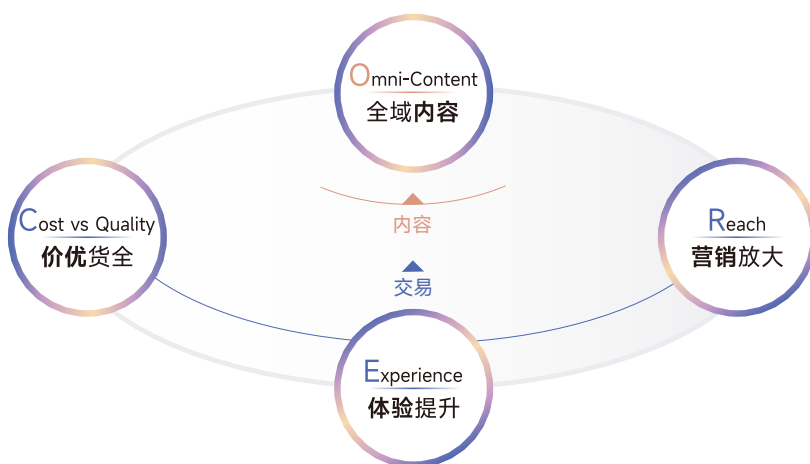 Omni-Content
全域内容
Cost vs Quality
价优货全
Reach
营销放大
内容
交易
Experience
体验提升